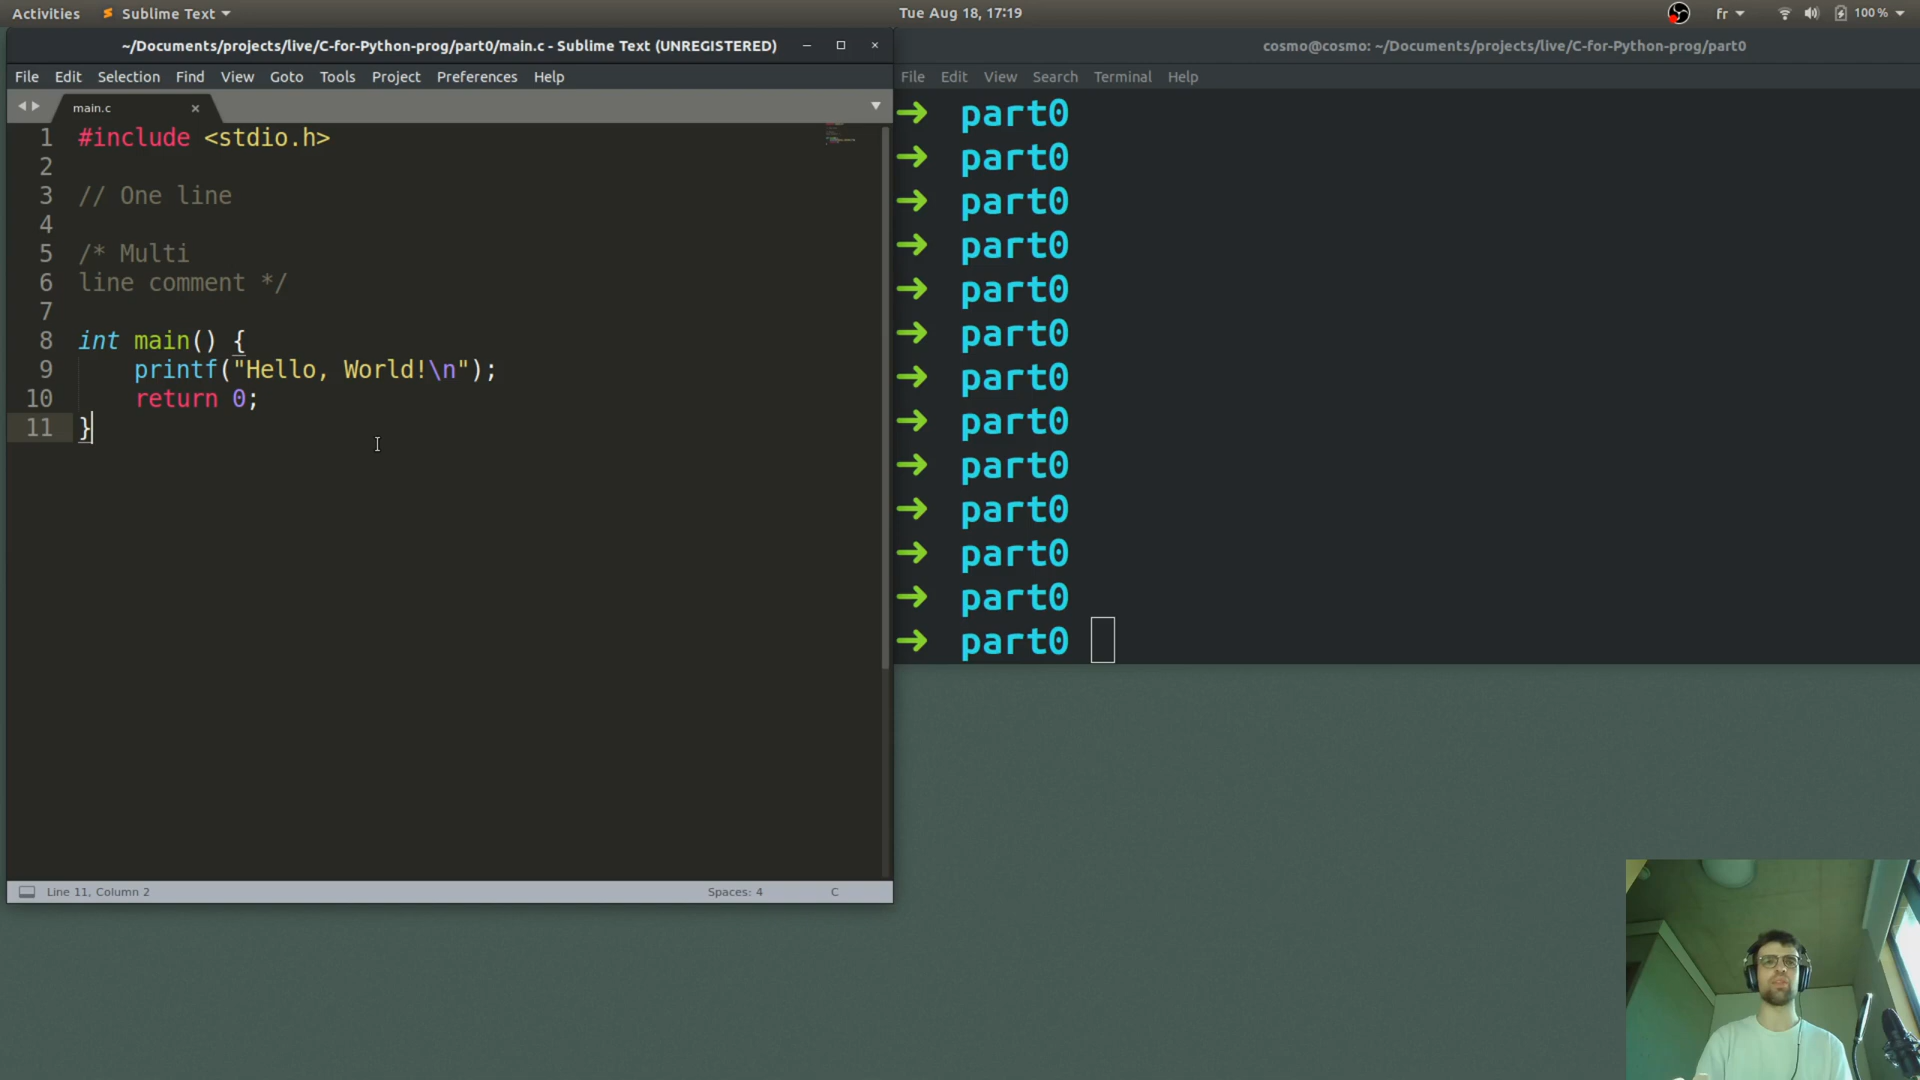 Activities Sublime Text Tue Aug 18, 17:19 fr 100 %
~/Documents/projects/live/C-for-Python-prog/part0/main.c - Sublime Text (UNREGISTERED)
File Edit Selection Find View Goto Tools Project Preferences Help
main.c
1 #include <stdio.h>
2
3 // One line
4
5 /* Multi
6 line comment */
7
8 int main() {
9     printf("Hello, World!\n");
10     return 0;
11 }
Line 11, Column 2 Spaces: 4 C
cosmo@cosmo: ~/Documents/projects/live/C-for-Python-prog/part0
File Edit View Search Terminal Help
➜ part0
➜ part0
➜ part0
➜ part0
➜ part0
➜ part0
➜ part0
➜ part0
➜ part0
➜ part0
➜ part0
➜ part0
➜ part0